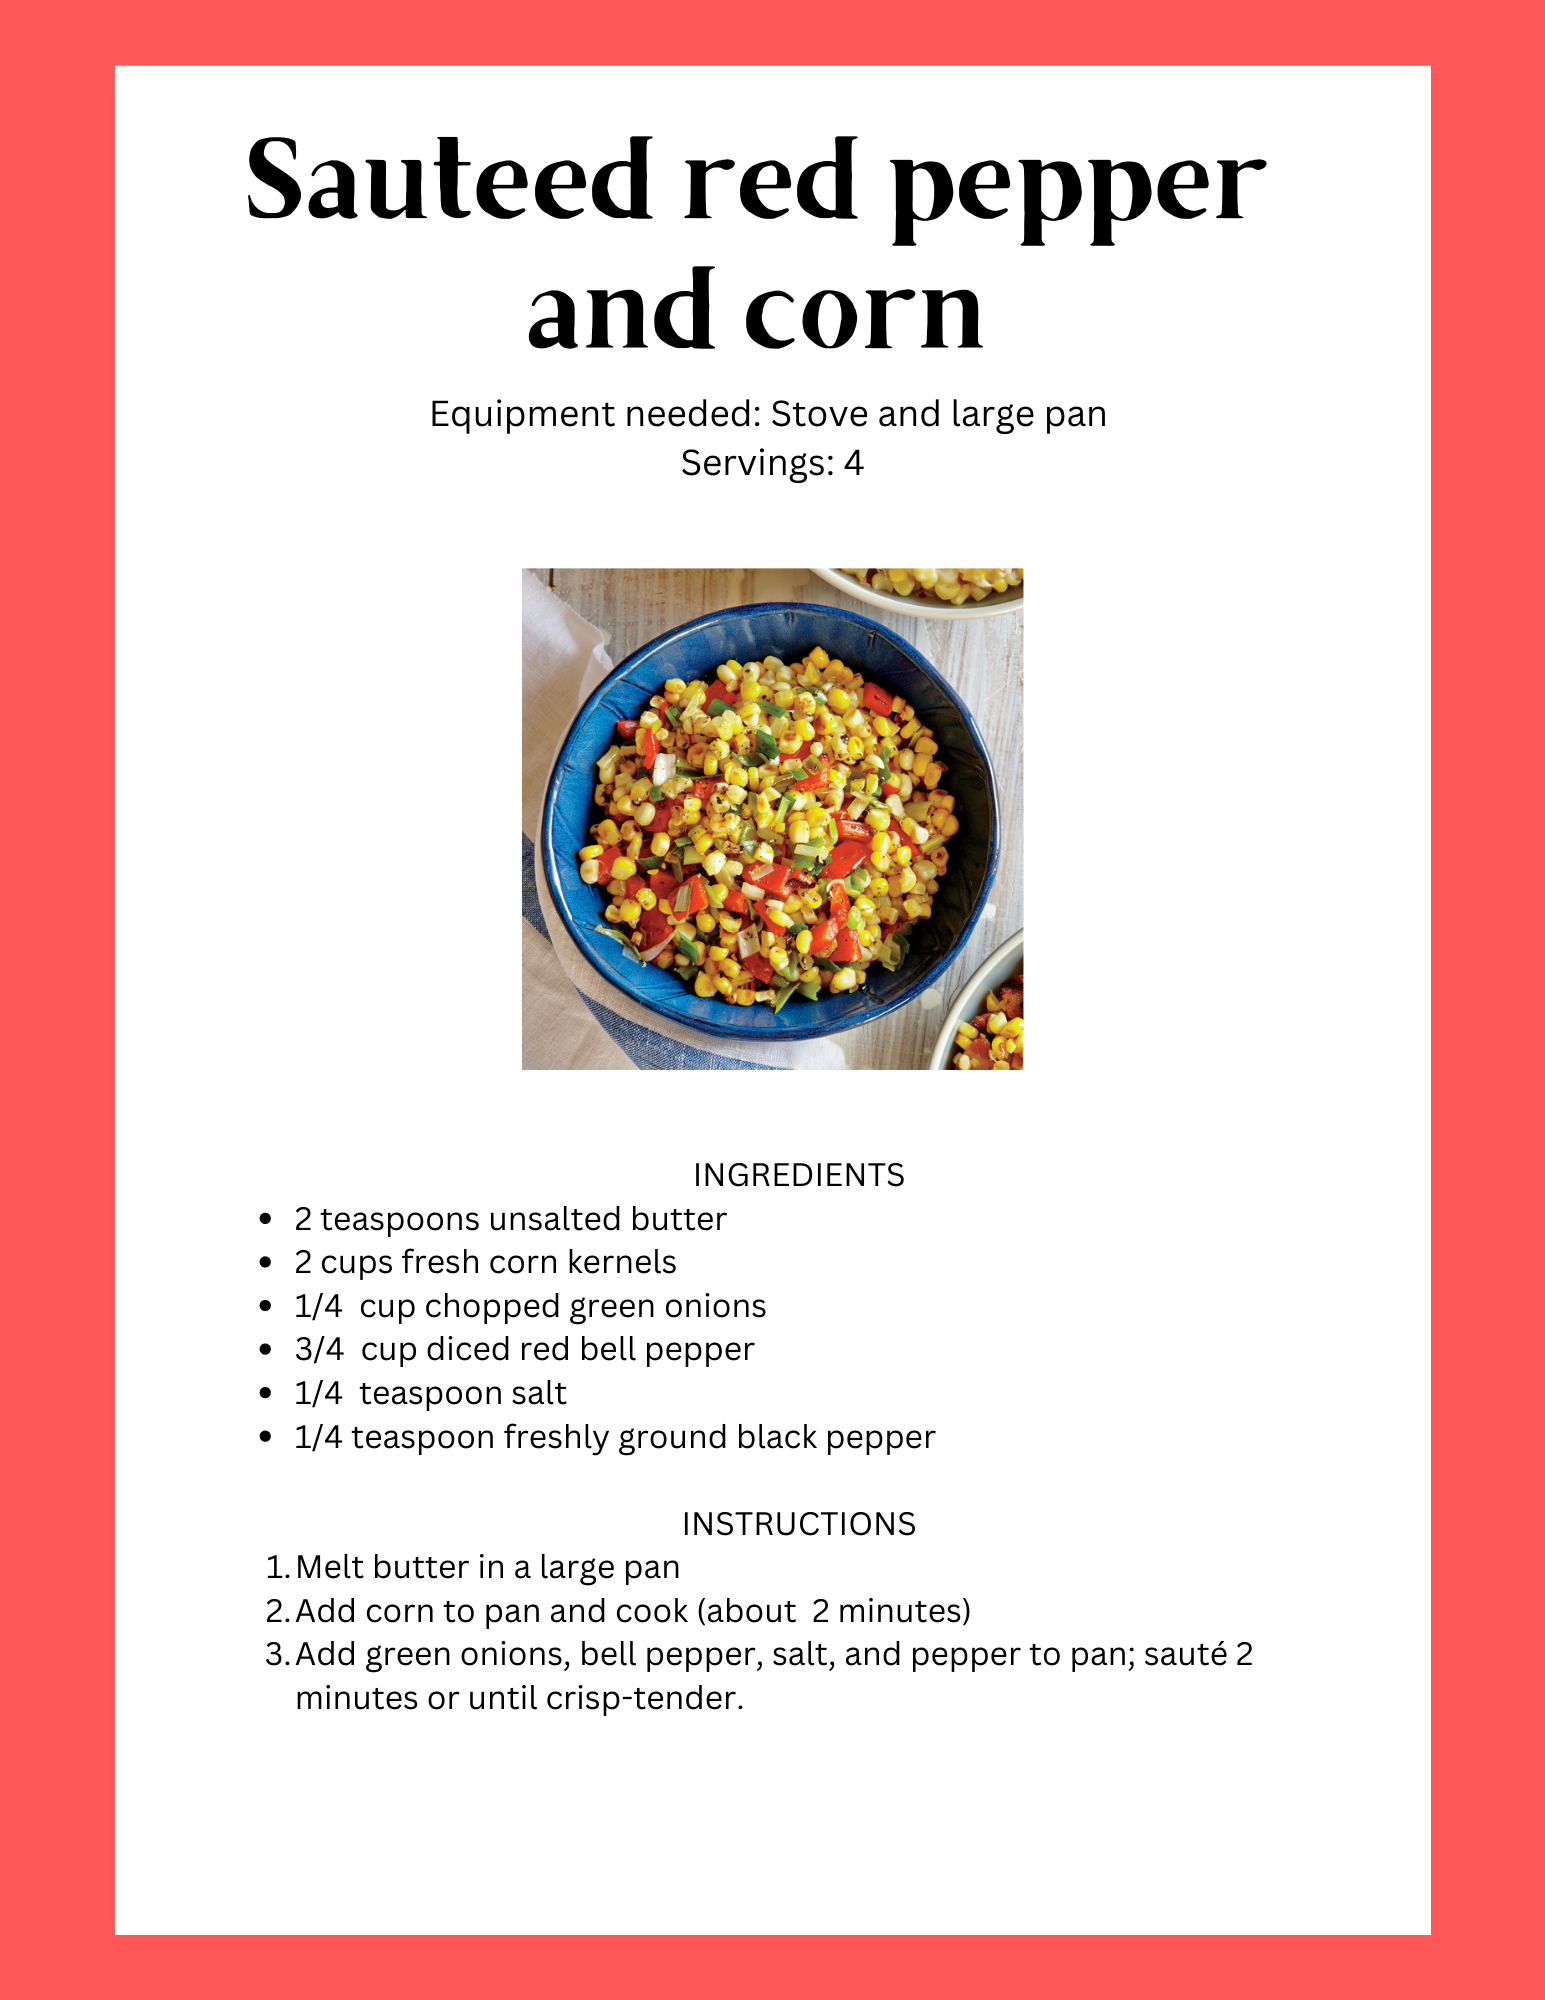 Sauteed red pepper
and corn
Equipment needed: Stove and large pan
Servings: 4
INGREDIENTS
• 2 teaspoons unsalted butter
• 2 cups fresh corn kernels
• 1/4  cup chopped green onions
• 3/4  cup diced red bell pepper
• 1/4  teaspoon salt
• 1/4 teaspoon freshly ground black pepper
INSTRUCTIONS
1. Melt butter in a large pan
2. Add corn to pan and cook (about  2 minutes)
3. Add green onions, bell pepper, salt, and pepper to pan; sauté 2
minutes or until crisp-tender.